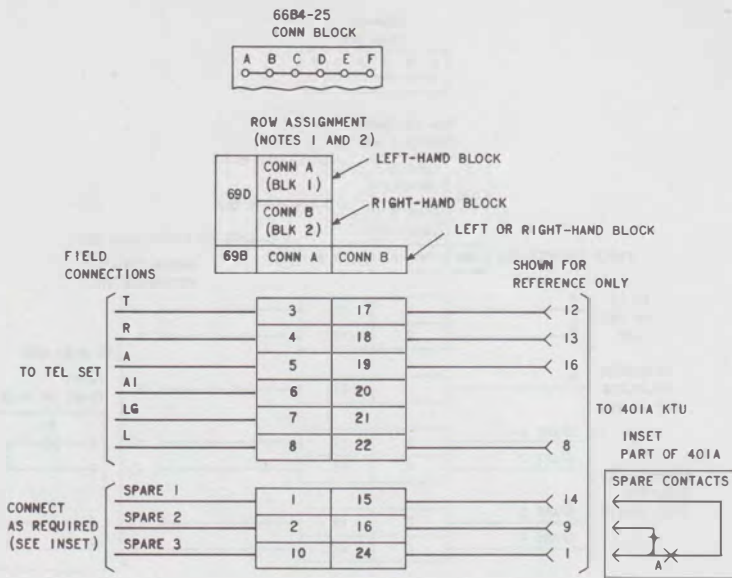 66B4-25
CONN BLOCK
A B C D E F
ROW ASSIGNMENT
(NOTES 1 AND 2)
69D
CONN A
(BLK 1)
LEFT-HAND BLOCK
CONN B
(BLK 2)
RIGHT-HAND BLOCK
69B CONN A CONN B
LEFT OR RIGHT-HAND BLOCK
FIELD
CONNECTIONS
SHOWN FOR
REFERENCE ONLY
TO TEL SET
T 3 17 12
R 4 18 13
A 5 19 16
A1 6 20
LG 7 21
L 8 22 8
TO 401A KTU
CONNECT
AS REQUIRED
(SEE INSET)
SPARE 1 1 15 14
SPARE 2 2 16 9
SPARE 3 10 24 1
INSET
PART OF 401A
SPARE CONTACTS
A